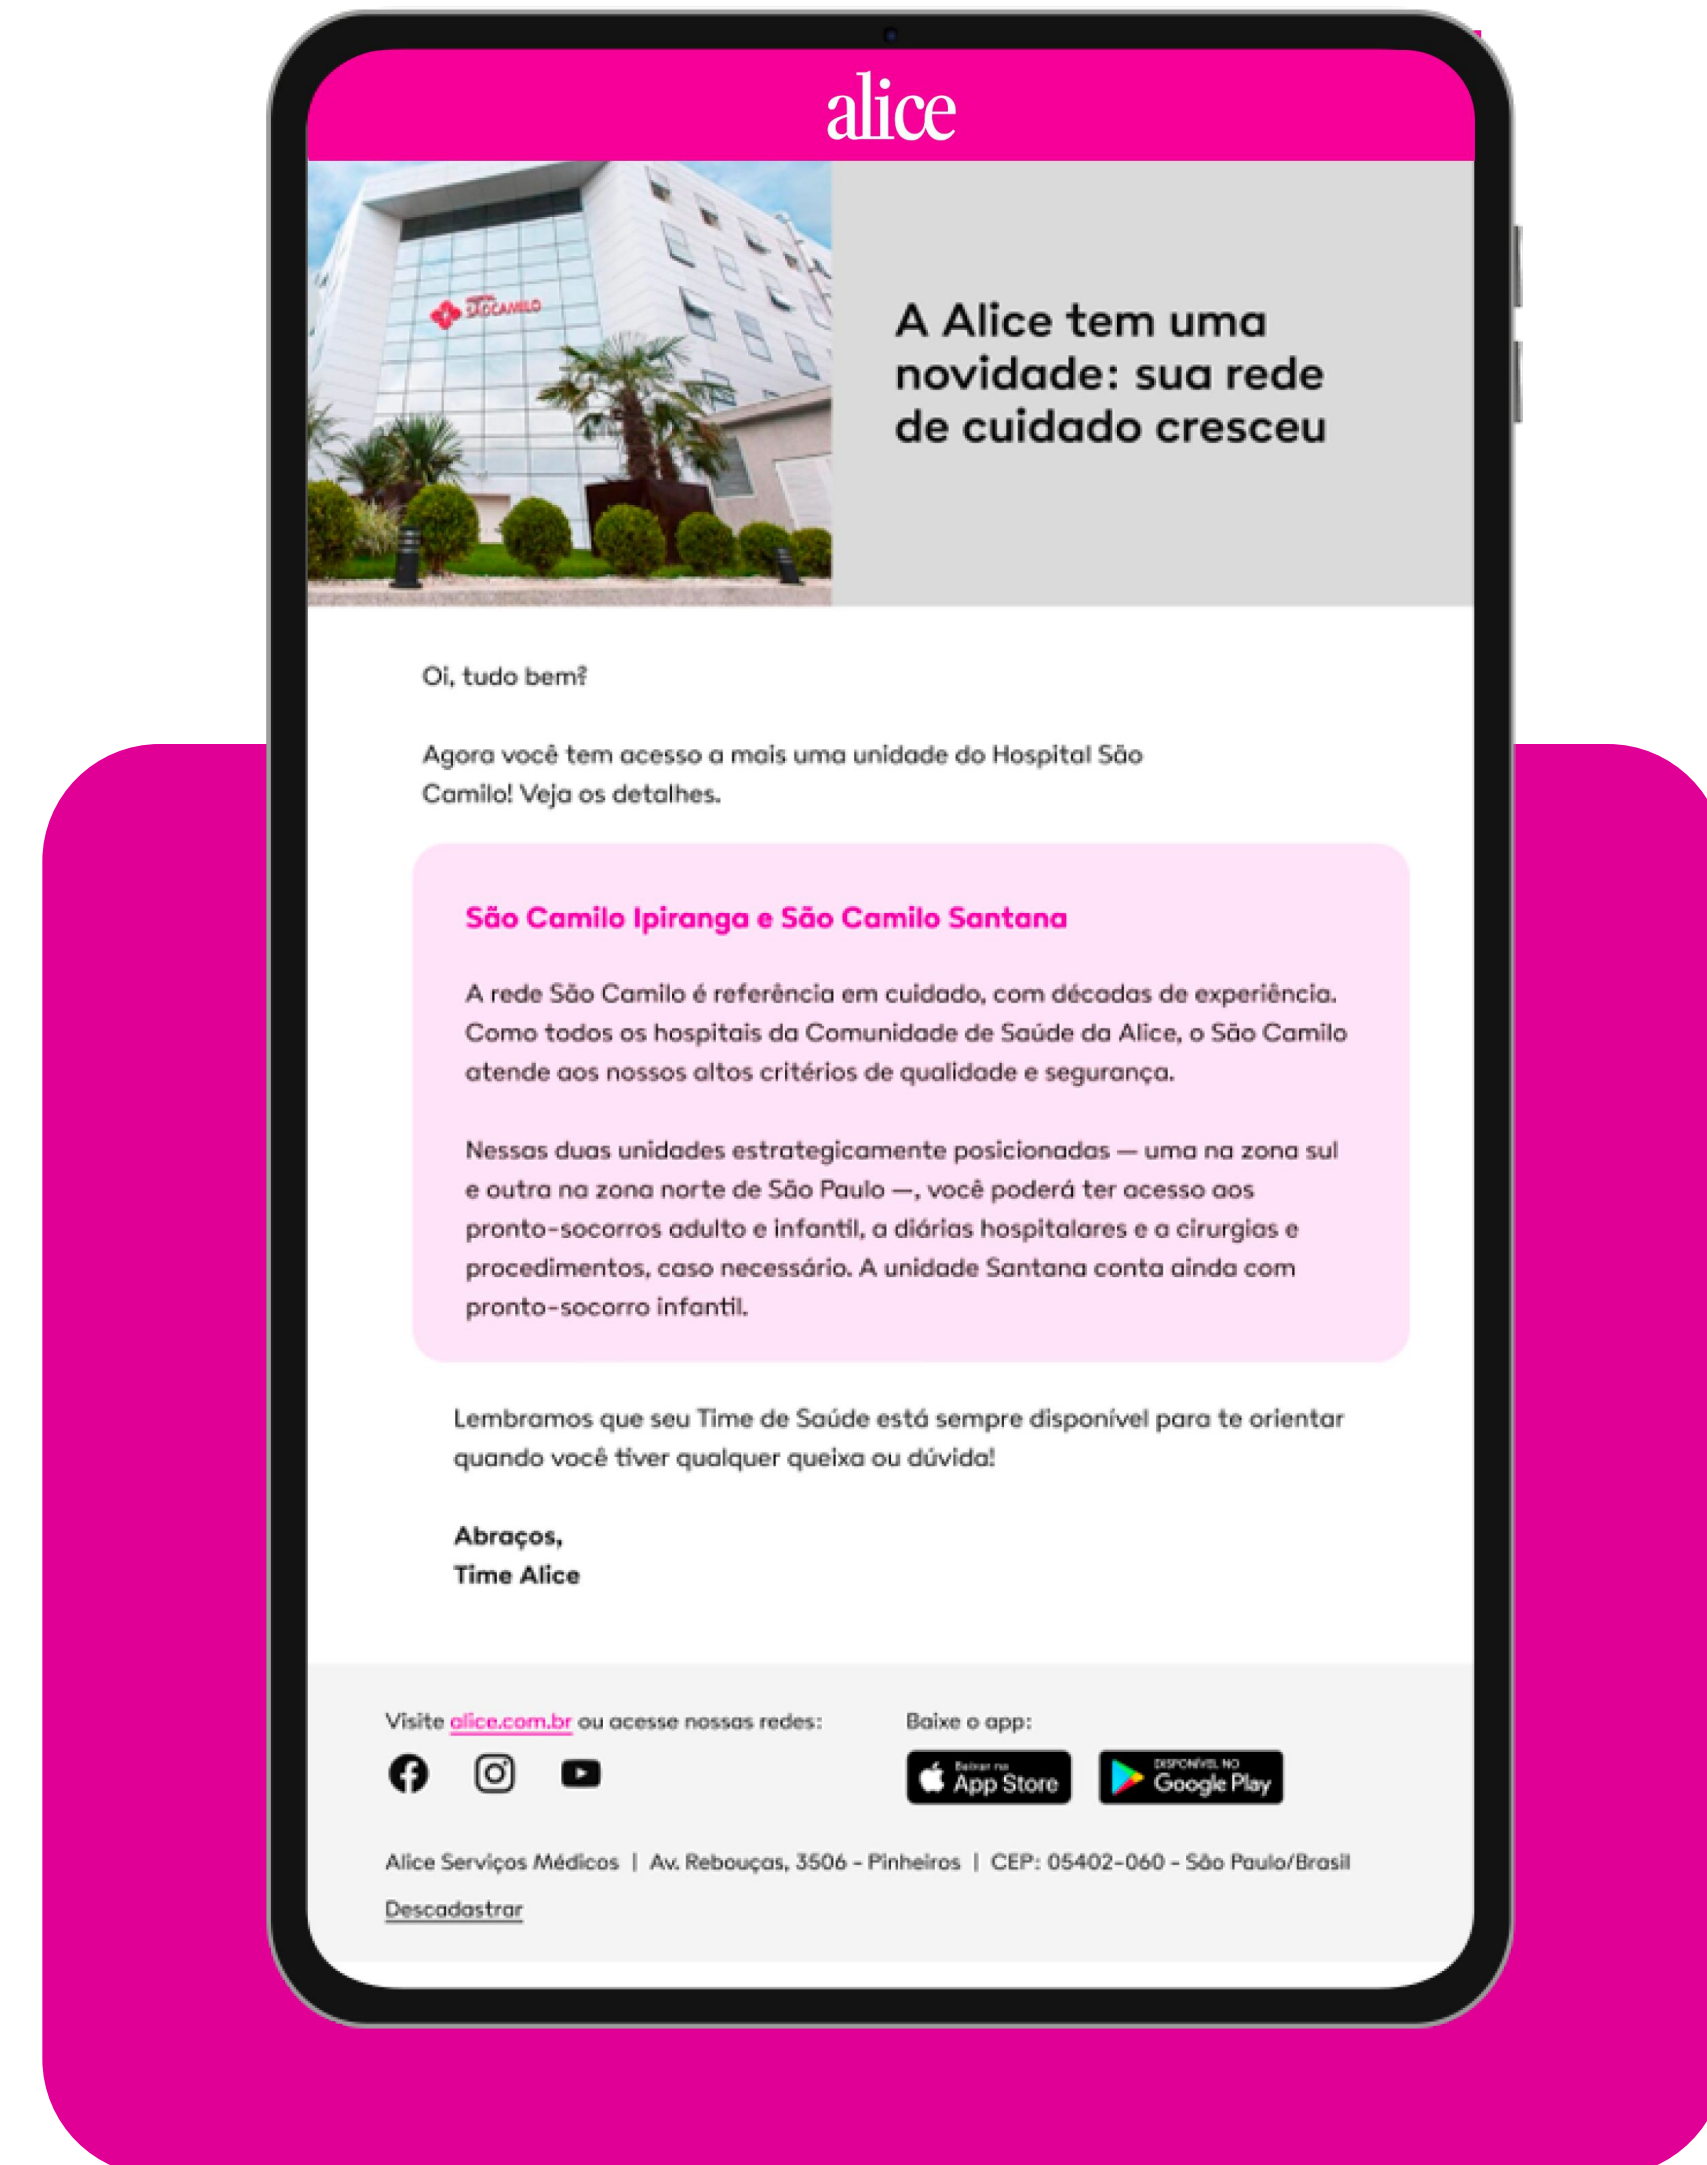 alice
HOSPITAL
SÃO CAMILO
A Alice tem uma
novidade: sua rede
de cuidado cresceu
Oi, tudo bem?
Agora você tem acesso a mais uma unidade do Hospital São
Camilo! Veja os detalhes.
São Camilo Ipiranga e São Camilo Santana
A rede São Camilo é referência em cuidado, com décadas de experiência.
Como todos os hospitais da Comunidade de Saúde da Alice, o São Camilo
atende aos nossos altos critérios de qualidade e segurança.
Nessas duas unidades estrategicamente posicionadas — uma na zona sul
e outra na zona norte de São Paulo —, você poderá ter acesso aos
pronto-socorros adulto e infantil, a diárias hospitalares e a cirurgias e
procedimentos, caso necessário. A unidade Santana conta ainda com
pronto-socorro infantil.
Lembramos que seu Time de Saúde está sempre disponível para te orientar
quando você tiver qualquer queixa ou dúvida!
Abraços,
Time Alice
Visite alice.com.br ou acesse nossas redes:
Baixe o app:
Baixar na
App Store
DISPONÍVEL NO
Google Play
Alice Serviços Médicos | Av. Rebouças, 3506 - Pinheiros | CEP: 05402-060 - São Paulo/Brasil
Descadastrar